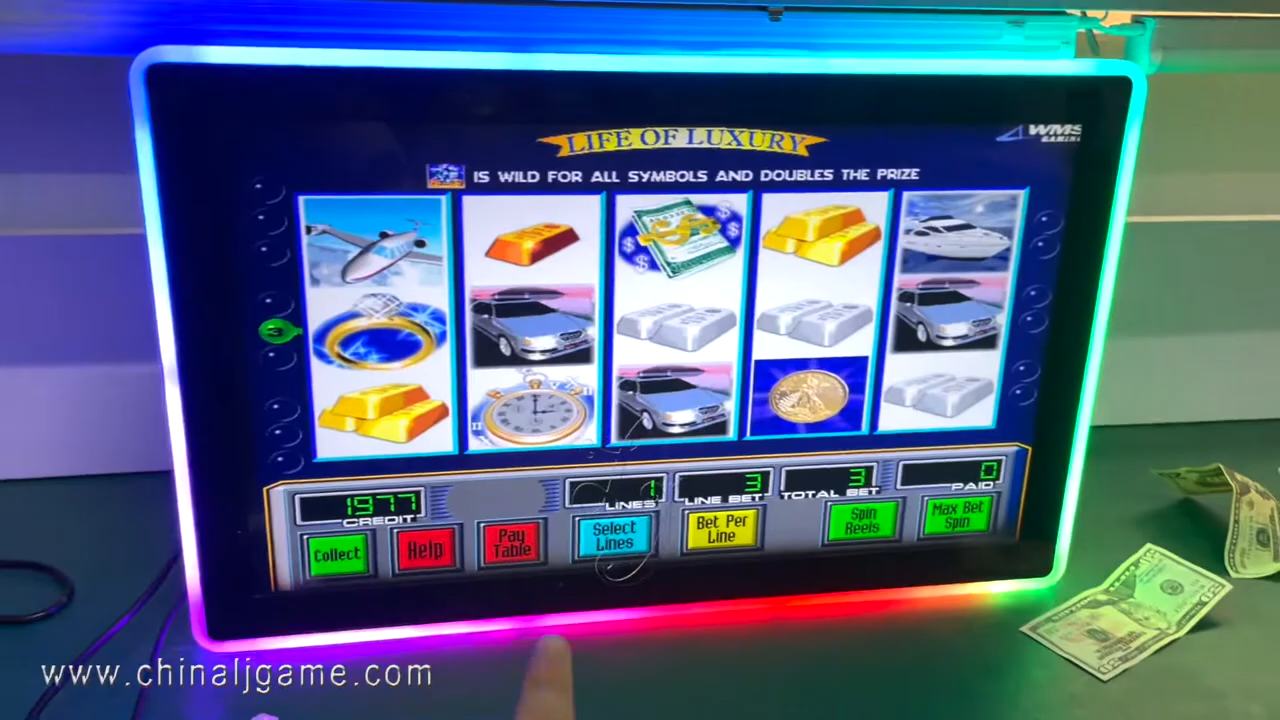 LIFE OF LUXURY
WMS
GAMING
IS WILD FOR ALL SYMBOLS AND DOUBLES THE PRIZE
$
$ $
$
$
3
1977
CREDIT
1
LINES
3
LINE BET
3
TOTAL BET
0
PAID
Collect
Help
Pay
Table
Select
Lines
Bet Per
Line
Spin
Reels
Max Bet
Spin
www.chinaljgame.com